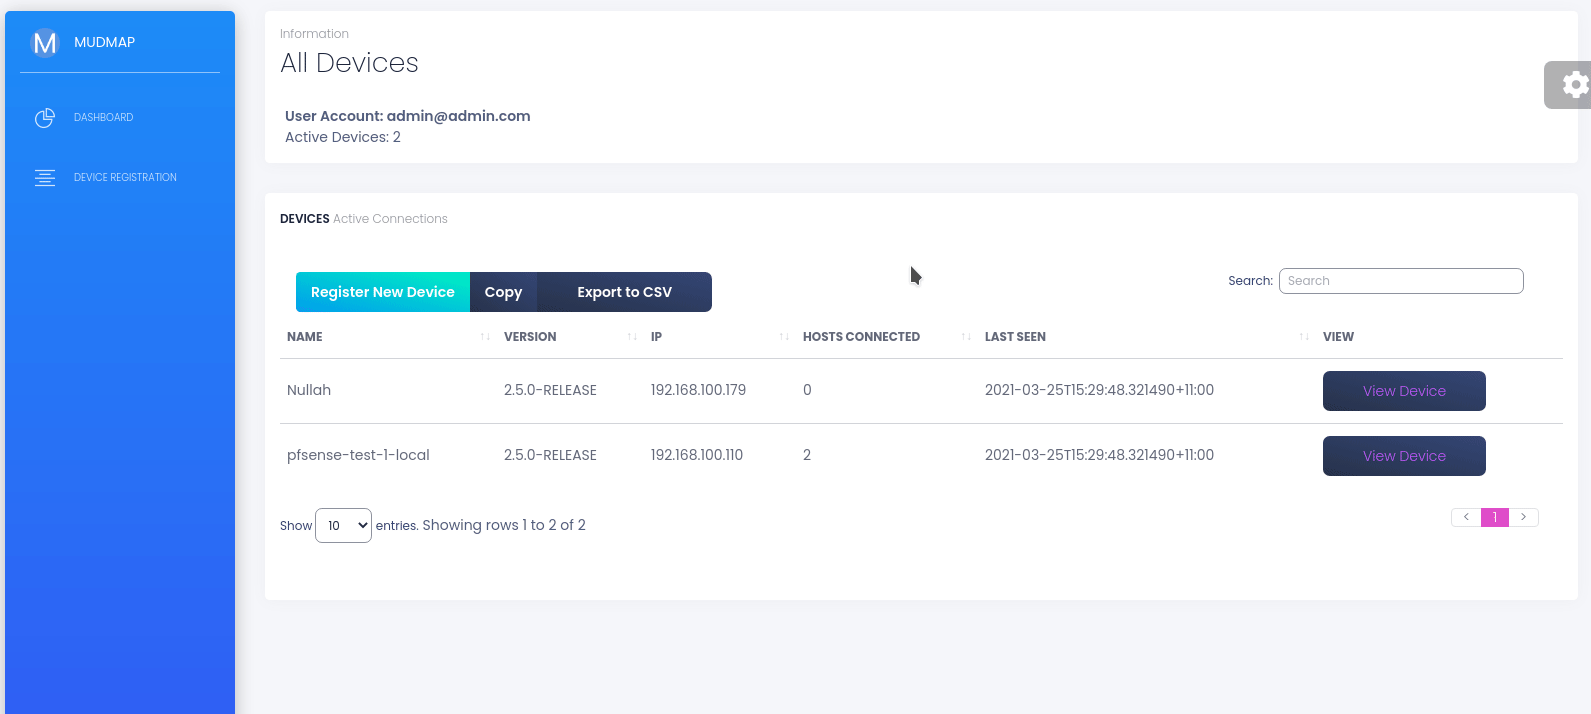 M MUDMAP
DASHBOARD
DEVICE REGISTRATION
Information
All Devices
User Account: admin@admin.com
Active Devices: 2
DEVICES Active Connections
Register New Device Copy Export to CSV
Search: Search
NAME VERSION IP HOSTS CONNECTED LAST SEEN VIEW
Nullah 2.5.0-RELEASE 192.168.100.179 0 2021-03-25T15:29:48.321490+11:00 View Device
pfsense-test-1-local 2.5.0-RELEASE 192.168.100.110 2 2021-03-25T15:29:48.321490+11:00 View Device
Show 10 entries. Showing rows 1 to 2 of 2
< 1 >